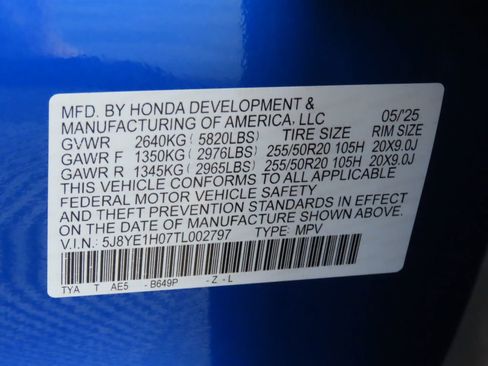 MFD. BY HONDA DEVELOPMENT &
MANUFACTURING OF AMERICA, LLC 05/'25
GVWR 2640KG( 5820LBS) TIRE SIZE RIM SIZE
GAWR F 1350KG( 2976LBS) 255/50R20 105H 20X9.0J
GAWR R 1345KG( 2965LBS) 255/50R20 105H 20X9.0J
THIS VEHICLE CONFORMS TO ALL APPLICABLE
FEDERAL MOTOR VEHICLE SAFETY
AND THEFT PREVENTION STANDARDS IN EFFECT
ON THE DATE OF MANUFACTURE SHOWN ABOVE.
V.I.N.: 5J8YE1H07TL002797 TYPE: MPV
TYA T AE5 - B649P - Z - L